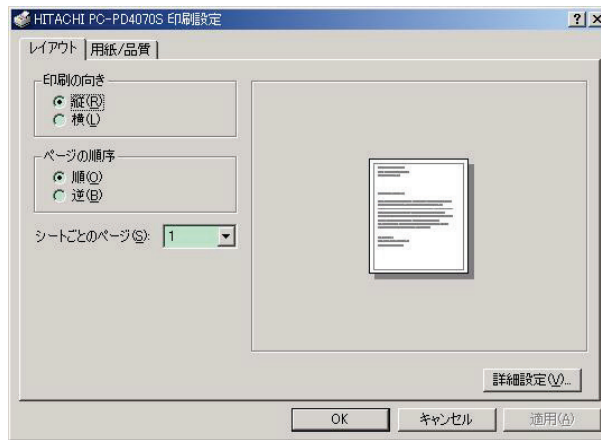 HITACHI PC-PD4070S 印刷設定
レイアウト 用紙/品質
印刷の向き
縦(R)
横(L)
ページの順序
順(O)
逆(B)
シートごとのページ(S): 1
詳細設定(V)...
OK キャンセル 適用(A)